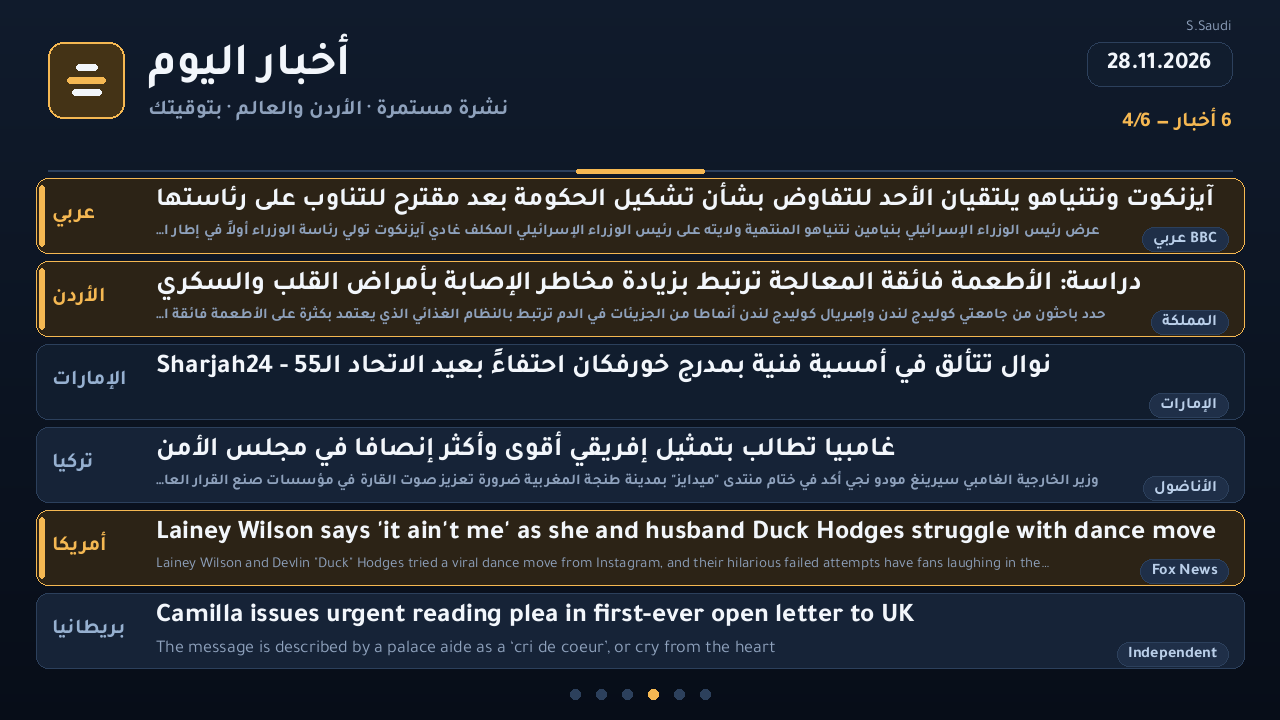 S.Saudi
أخبار اليوم
28.11.2026
نشرة مستمرة · الأردن والعالم · بتوقيتك
6 أخبار – 4/6
آيزنكوت ونتنياهو يلتقيان الأحد للتفاوض بشأن تشكيل الحكومة بعد مقترح للتناوب على رئاستها
عربي
عرض رئيس الوزراء الإسرائيلي بنيامين نتنياهو المنتهية ولايته على رئيس الوزراء الإسرائيلي المكلف غادي آيزنكوت تولي رئاسة الوزراء أولاً في إطار ا...
BBC عربي
دراسة: الأطعمة فائقة المعالجة ترتبط بزيادة مخاطر الإصابة بأمراض القلب والسكري
الأردن
حدد باحثون من جامعتي كوليدج لندن وإمبريال كوليدج لندن أنماطا من الجزيئات في الدم ترتبط بالنظام الغذائي الذي يعتمد بكثرة على الأطعمة فائقة ا...
المملكة
نوال تتألق في أمسية فنية بمدرج خورفكان احتفاءً بعيد الاتحاد الـ55 - Sharjah24
الإمارات
الإمارات
غامبيا تطالب بتمثيل إفريقي أقوى وأكثر إنصافا في مجلس الأمن
تركيا
وزير الخارجية الغامبي سيرينغ مودو نجي أكد في ختام منتدى "ميدايز" بمدينة طنجة المغربية ضرورة تعزيز صوت القارة في مؤسسات صنع القرار العا...
الأناضول
Lainey Wilson says 'it ain't me' as she and husband Duck Hodges struggle with dance move
أمريكا
Lainey Wilson and Devlin "Duck" Hodges tried a viral dance move from Instagram, and their hilarious failed attempts have fans laughing in the...
Fox News
Camilla issues urgent reading plea in first-ever open letter to UK
بريطانيا
The message is described by a palace aide as a ‘cri de coeur’, or cry from the heart
Independent